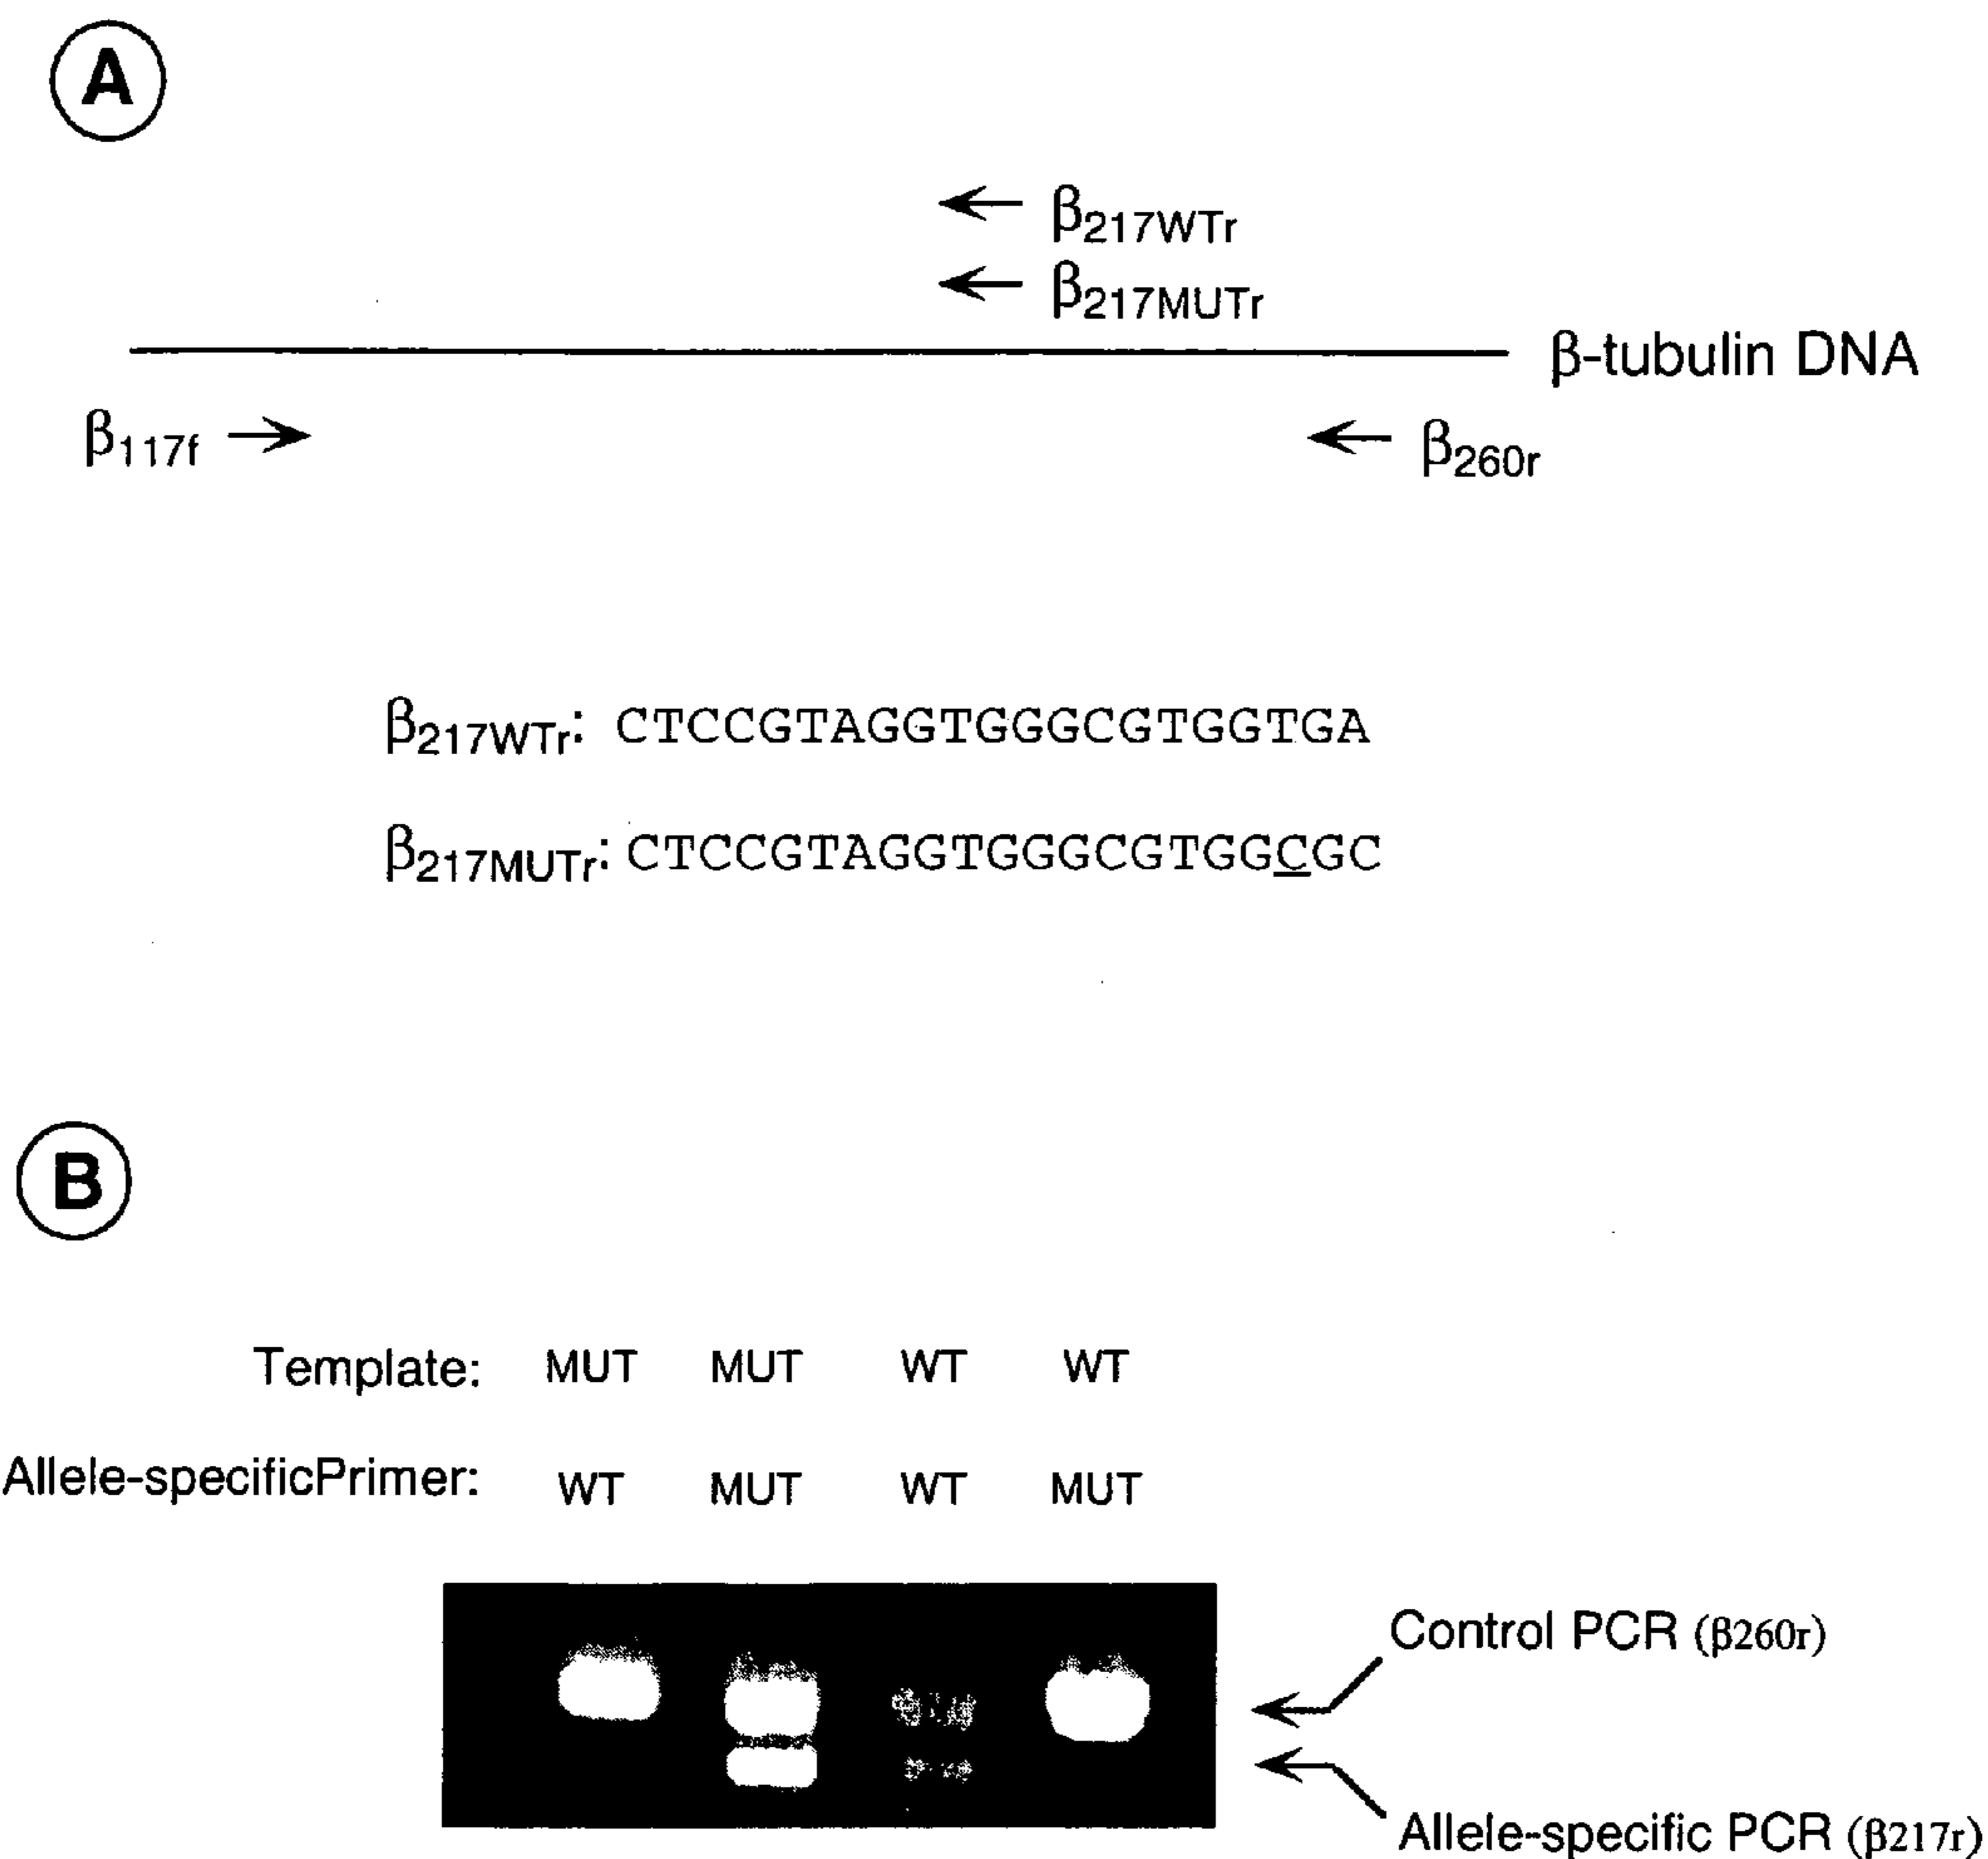 A
β217WTr
β217MUTr
β-tubulin DNA
β117f
β260r
β217WTr: CTCCGTAGGTGGGCGTGGTGA
β217MUTr: CTCCGTAGGTGGGCGTGGCGC
B
Template: MUT MUT WT WT
Allele-specificPrimer: WT MUT WT MUT
Control PCR (β260r)
Allele-specific PCR (β217r)